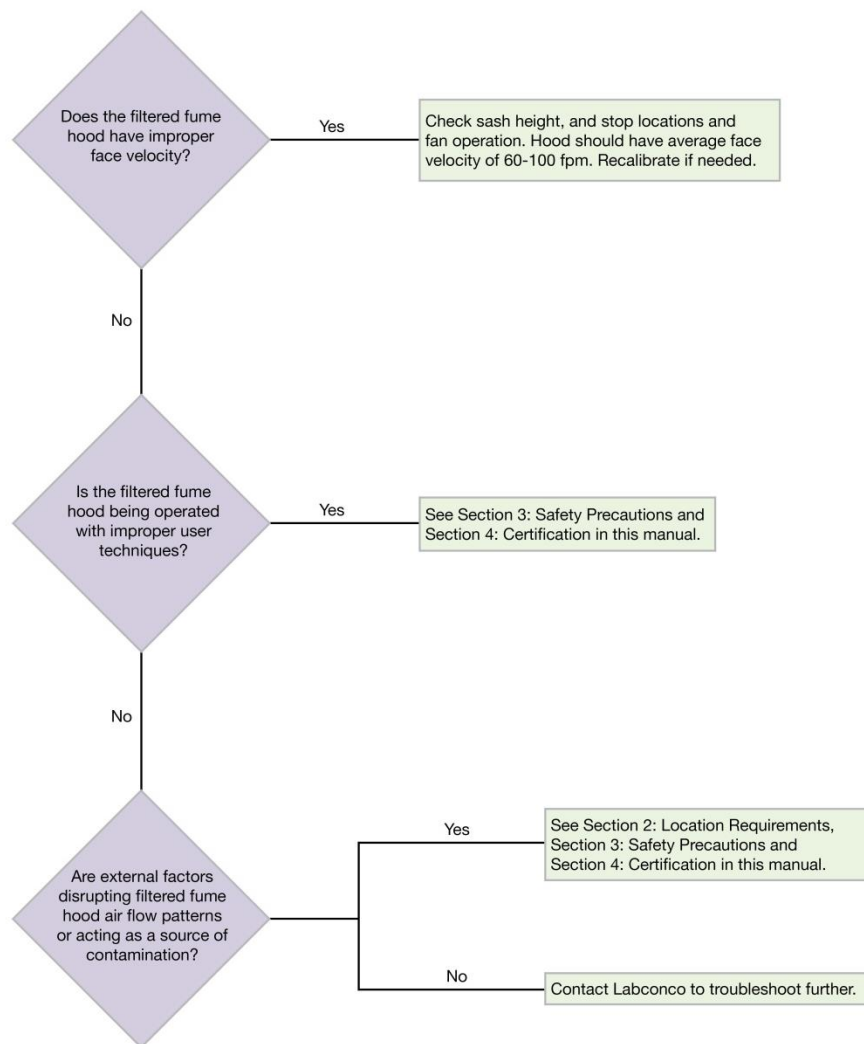 Does the filtered fume
hood have improper
face velocity?
Yes
Check sash height, and stop locations and
fan operation. Hood should have average face
velocity of 60-100 fpm. Recalibrate if needed.
No
Is the filtered fume
hood being operated
with improper user
techniques?
Yes
See Section 3: Safety Precautions and
Section 4: Certification in this manual.
No
Are external factors
disrupting filtered fume
hood air flow patterns
or acting as a source of
contamination?
Yes
See Section 2: Location Requirements,
Section 3: Safety Precautions and
Section 4: Certification in this manual.
No
Contact Labconco to troubleshoot further.